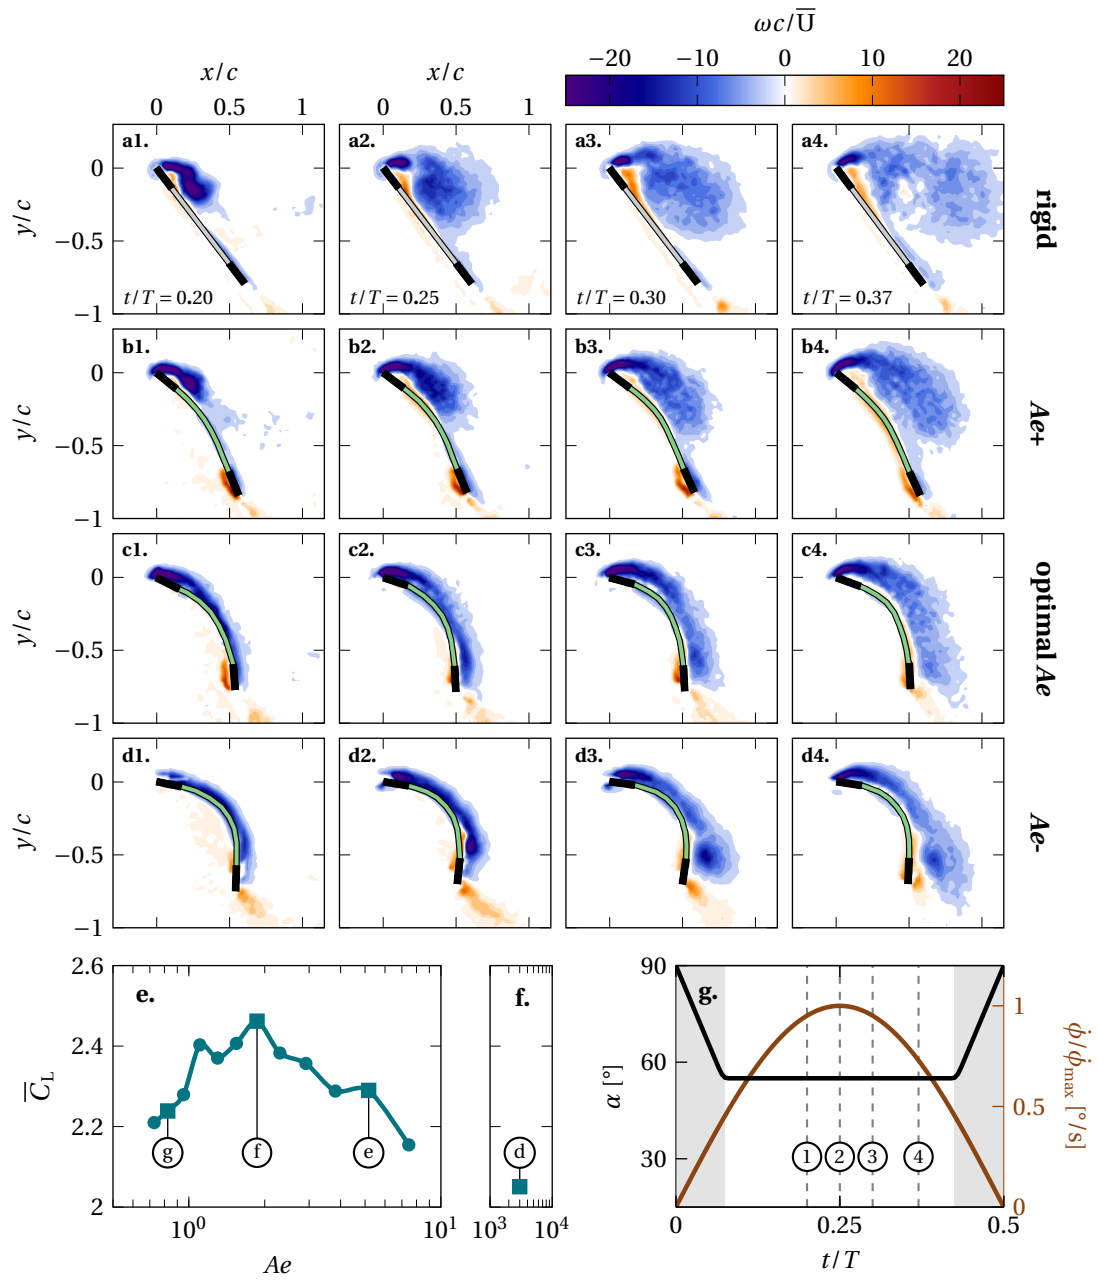 ωc/U̅
−20 −10 0 10 20
x/c x/c
0 0.5 1 0 0.5 1
a1. a2. a3. a4.
y/c 0 −0.5 −1
t/T = 0.20 t/T = 0.25 t/T = 0.30 t/T = 0.37
rigid
b1. b2. b3. b4.
y/c 0 −0.5 −1
Ae+
c1. c2. c3. c4.
y/c 0 −0.5 −1
optimal Ae
d1. d2. d3. d4.
y/c 0 −0.5 −1
Ae-
e.
C̅L
2.6
2.4
2.2
2
g f e
10⁰ 10¹
Ae
f.
d
10³ 10⁴
g.
α [°]
90
60
30
1 2 3 4
0 0.25 0.5
t/T
1
0.5
0
ϕ̇/ϕ̇max [°/s]